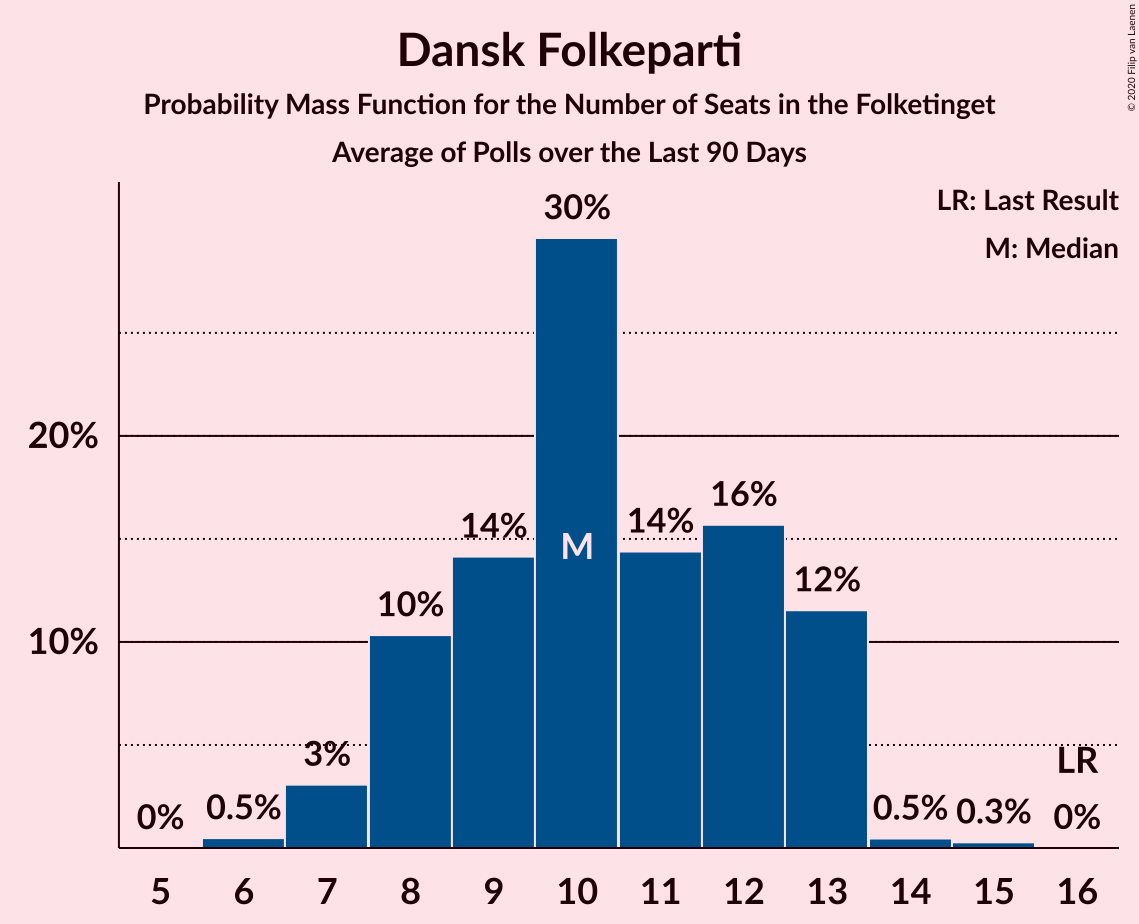 Dansk Folkeparti
Probability Mass Function for the Number of Seats in the Folketinget
Average of Polls over the Last 90 Days
© 2020 Filip van Laenen
LR: Last Result
M: Median
30%
20%
16%
14%
14%
M
12%
10%
10%
3%
LR
0%
0.5%
0.5%
0.3%
0%
5 6 7 8 9 10 11 12 13 14 15 16